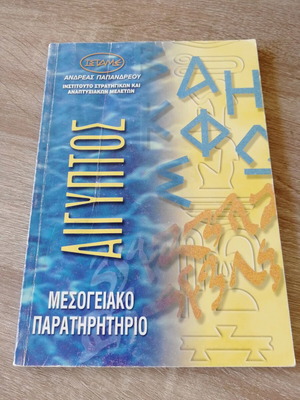 ΙΣΤΑΜΕ
ΑΝΔΡΕΑΣ ΠΑΠΑΝΔΡΕΟΥ
ΙΝΣΤΙΤΟΥΤΟ ΣΤΡΑΤΗΓΙΚΩΝ ΚΑΙ
ΑΝΑΠΤΥΞΙΑΚΩΝ ΜΕΛΕΤΩΝ
ΑΙΓΥΠΤΟΣ
ΜΕΣΟΓΕΙΑΚΟ
ΠΑΡΑΤΗΡΗΤΗΡΙΟ